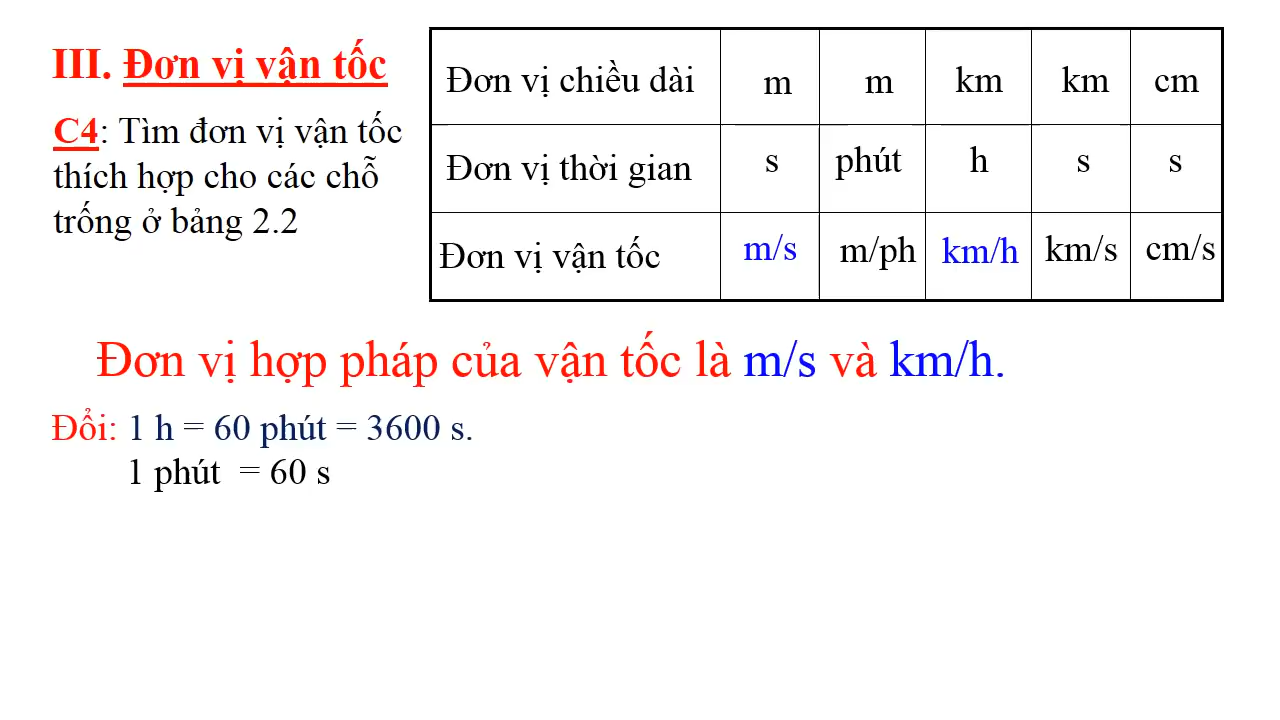 III. Đơn vị vận tốc
C4: Tìm đơn vị vận tốc
thích hợp cho các chỗ
trống ở bảng 2.2
Đơn vị chiều dài m m km km cm
Đơn vị thời gian s phút h s s
Đơn vị vận tốc m/s m/ph km/h km/s cm/s
Đơn vị hợp pháp của vận tốc là m/s và km/h.
Đổi: 1 h = 60 phút = 3600 s.
1 phút = 60 s